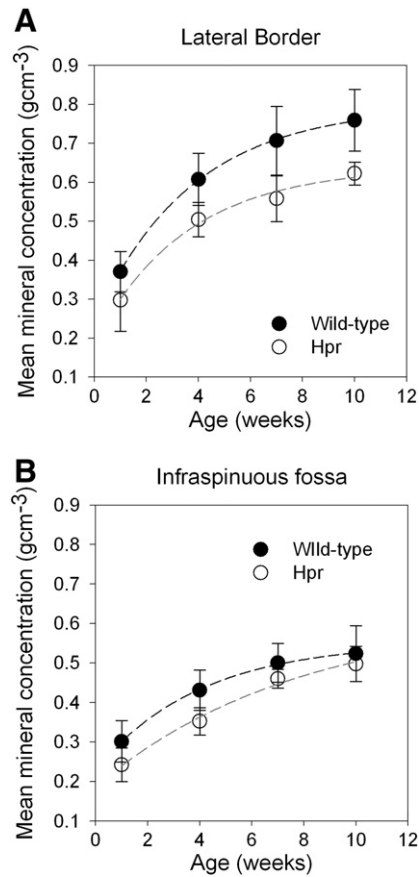 A
Lateral Border
Mean mineral concentration (gcm-3)
0.9
0.8
0.7
0.6
0.5
0.4
0.3
0.2
0.1
Wild-type
Hpr
0 2 4 6 8 10 12
Age (weeks)
B
Infraspinuous fossa
Mean mineral concentration (gcm-3)
0.9
0.8
0.7
0.6
0.5
0.4
0.3
0.2
0.1
WIld-type
Hpr
0 2 4 6 8 10 12
Age (weeks)